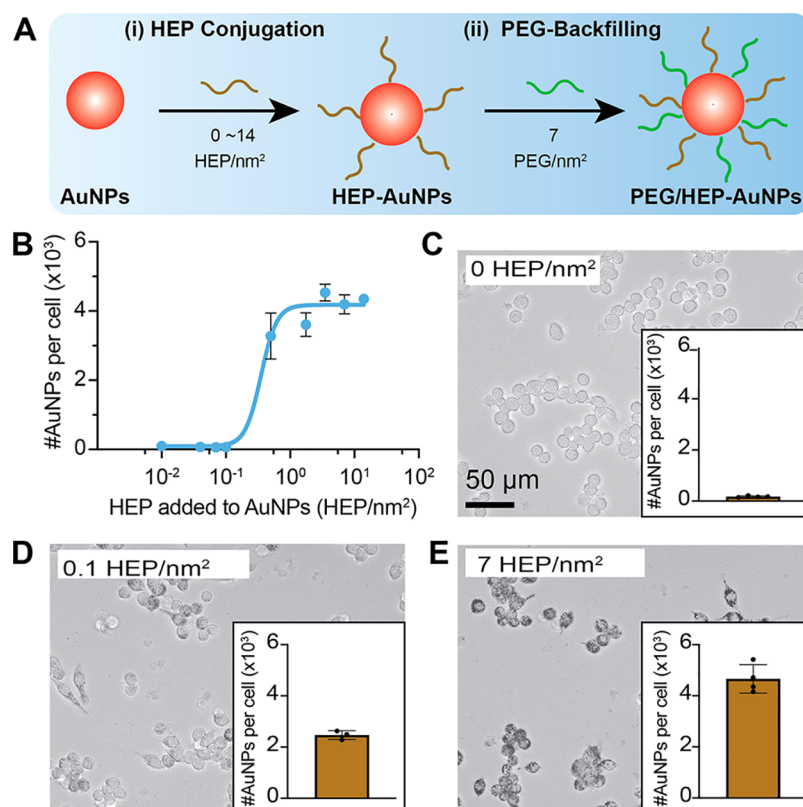 A
(i) HEP Conjugation
(ii) PEG-Backfilling
0 ~14
HEP/nm²
7
PEG/nm²
AuNPs
HEP-AuNPs
PEG/HEP-AuNPs
B
#AuNPs per cell (x10³)
6
4
2
0
10⁻²
10⁻¹
10⁰
10¹
10²
HEP added to AuNPs (HEP/nm²)
C
0 HEP/nm²
50 µm
#AuNPs per cell (x10³)
6
4
2
0
D
0.1 HEP/nm²
#AuNPs per cell (x10³)
6
4
2
0
E
7 HEP/nm²
#AuNPs per cell (x10³)
6
4
2
0